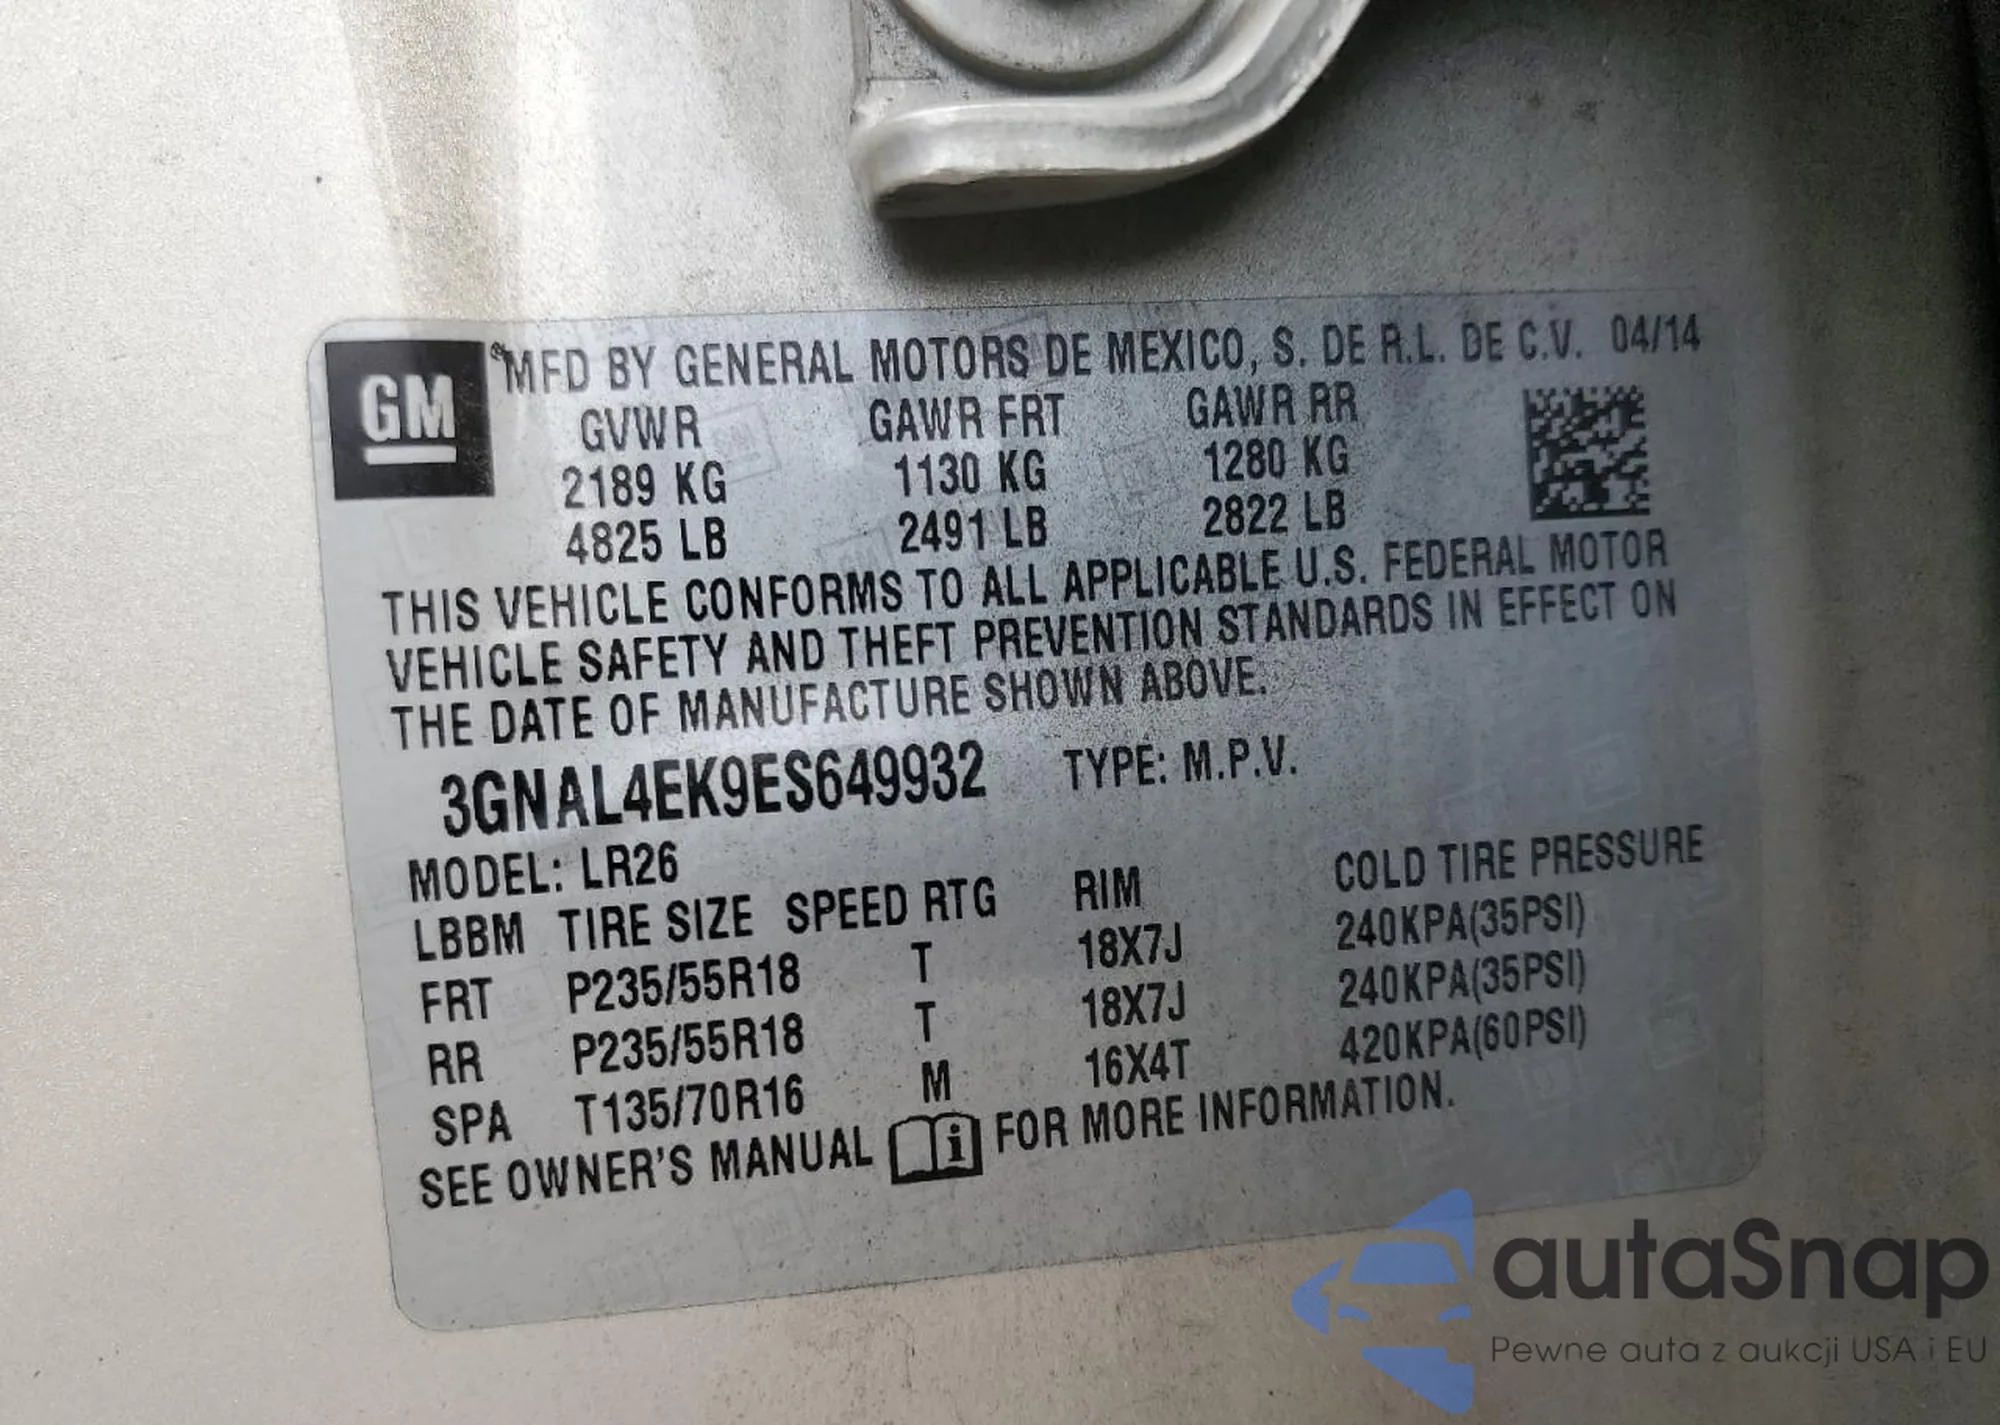 GM
MFD BY GENERAL MOTORS DE MEXICO, S. DE R.L. DE C.V. 04/14
GVWR GAWR FRT GAWR RR
2189 KG 1130 KG 1280 KG
4825 LB 2491 LB 2822 LB
THIS VEHICLE CONFORMS TO ALL APPLICABLE U.S. FEDERAL MOTOR
VEHICLE SAFETY AND THEFT PREVENTION STANDARDS IN EFFECT ON
THE DATE OF MANUFACTURE SHOWN ABOVE.
3GNAL4EK9ES649932 TYPE: M.P.V.
MODEL: LR26
LBBM TIRE SIZE SPEED RTG RIM COLD TIRE PRESSURE
FRT P235/55R18 T 18X7J 240KPA(35PSI)
RR P235/55R18 T 18X7J 240KPA(35PSI)
SPA T135/70R16 M 16X4T 420KPA(60PSI)
SEE OWNER'S MANUAL i FOR MORE INFORMATION.
autaSnap
Pewne auta z aukcji USA i EU